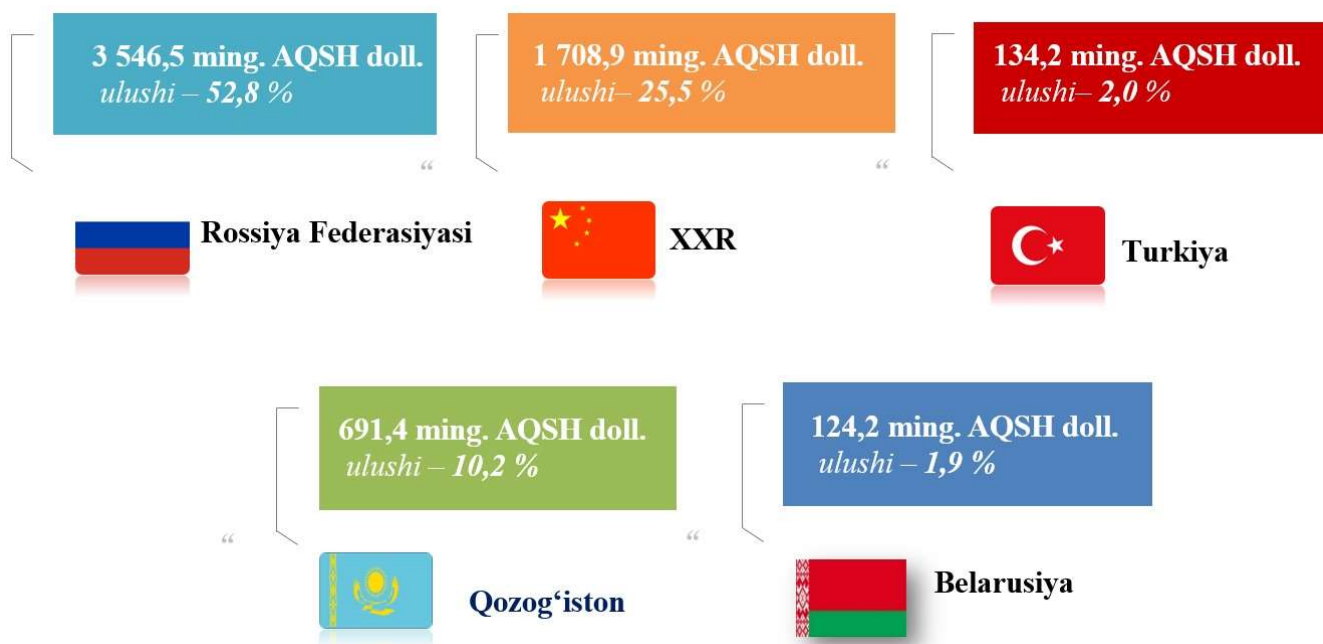 3 546,5 ming. AQSH doll.
ulushi – 52,8 %
1 708,9 ming. AQSH doll.
ulushi– 25,5 %
134,2 ming. AQSH doll.
ulushi– 2,0 %
“
“
Rossiya Federasiyasi
XXR
Turkiya
691,4 ming. AQSH doll.
ulushi – 10,2 %
124,2 ming. AQSH doll.
ulushi – 1,9 %
“
“
Qozog‘iston
Belarusiya